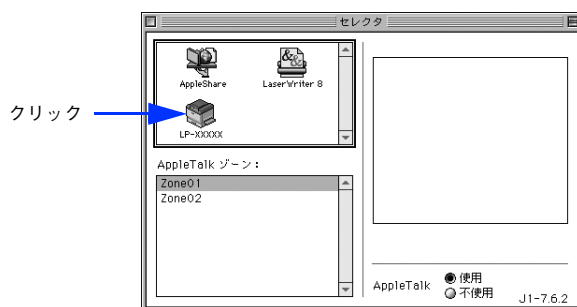 セレクタ
AppleShare
LaserWriter 8
クリック
LP-XXXXX
AppleTalk ゾーン：
Zone01
Zone02
AppleTalk
使用
不使用
J1-7.6.2